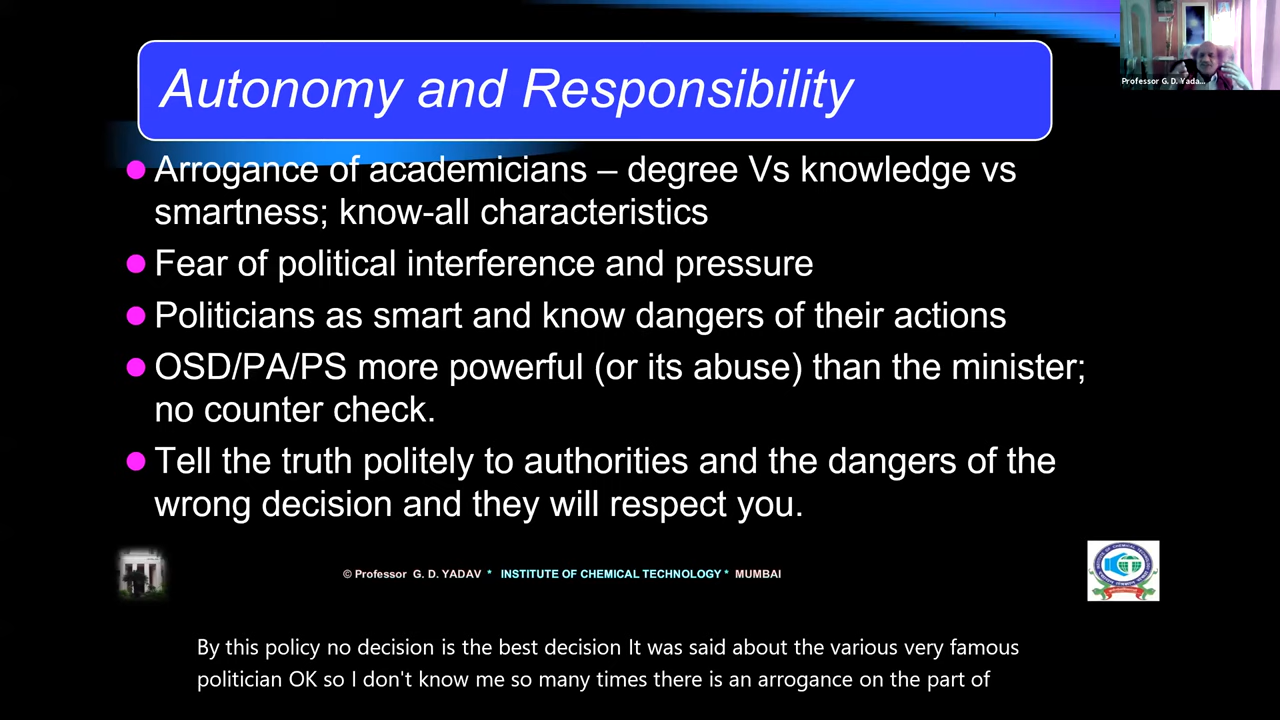 Autonomy and Responsibility
Professor G. D. Yada...
Arrogance of academicians – degree Vs knowledge vs
smartness; know-all characteristics
Fear of political interference and pressure
Politicians as smart and know dangers of their actions
OSD/PA/PS more powerful (or its abuse) than the minister;
no counter check.
Tell the truth politely to authorities and the dangers of the
wrong decision and they will respect you.
© Professor G. D. YADAV * INSTITUTE OF CHEMICAL TECHNOLOGY * MUMBAI
By this policy no decision is the best decision It was said about the various very famous
politician OK so I don't know me so many times there is an arrogance on the part of